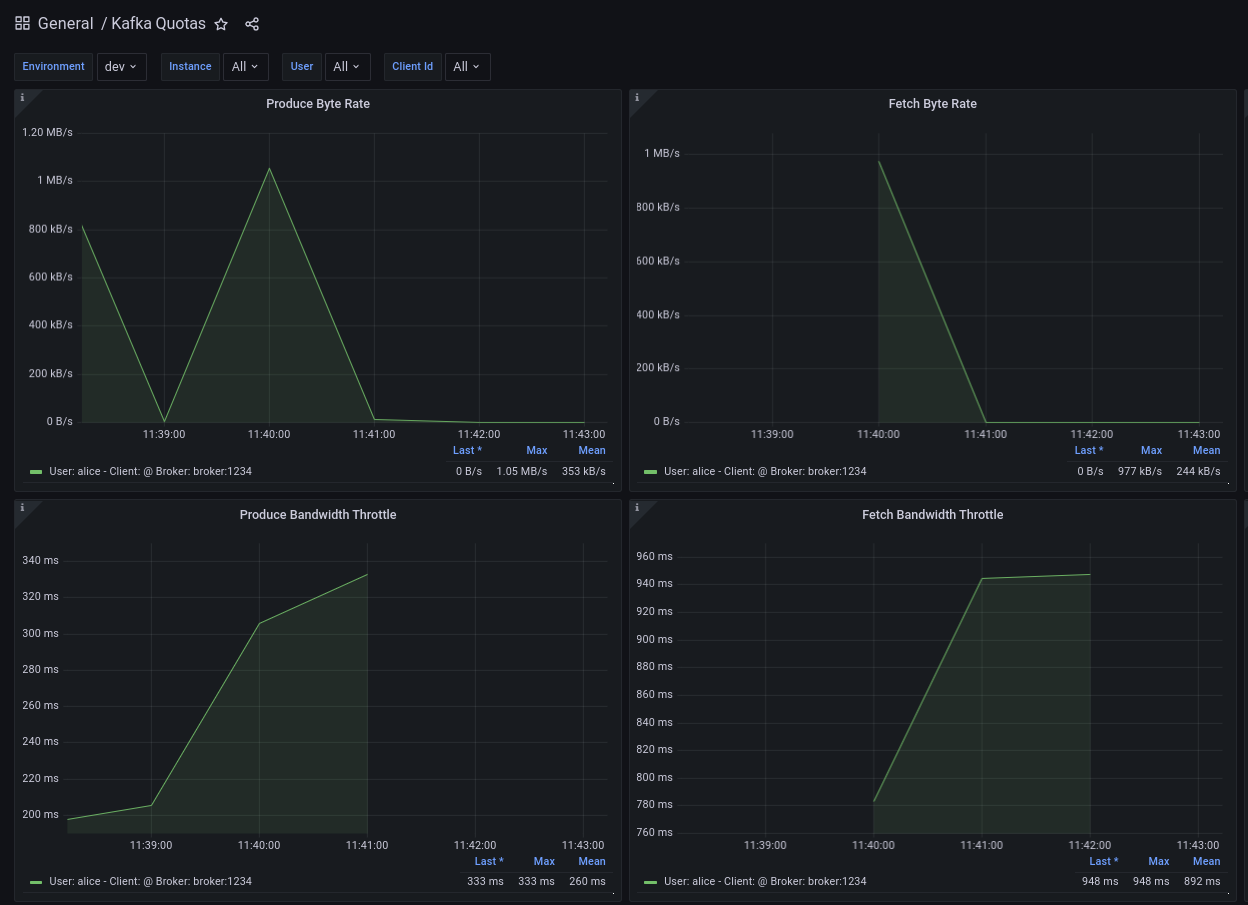 General / Kafka Quotas
Environment dev Instance All User All Client Id All
i
Produce Byte Rate
1.20 MB/s
1 MB/s
800 kB/s
600 kB/s
400 kB/s
200 kB/s
0 B/s
11:39:00 11:40:00 11:41:00 11:42:00 11:43:00
Last * Max Mean
User: alice - Client: @ Broker: broker:1234 0 B/s 1.05 MB/s 353 kB/s
i
Fetch Byte Rate
1 MB/s
800 kB/s
600 kB/s
400 kB/s
200 kB/s
0 B/s
11:39:00 11:40:00 11:41:00 11:42:00 11:43:00
Last * Max Mean
User: alice - Client: @ Broker: broker:1234 0 B/s 977 kB/s 244 kB/s
i
Produce Bandwidth Throttle
340 ms
320 ms
300 ms
280 ms
260 ms
240 ms
220 ms
200 ms
11:39:00 11:40:00 11:41:00 11:42:00 11:43:00
Last * Max Mean
User: alice - Client: @ Broker: broker:1234 333 ms 333 ms 260 ms
i
Fetch Bandwidth Throttle
960 ms
940 ms
920 ms
900 ms
880 ms
860 ms
840 ms
820 ms
800 ms
780 ms
760 ms
11:39:00 11:40:00 11:41:00 11:42:00 11:43:00
Last * Max Mean
User: alice - Client: @ Broker: broker:1234 948 ms 948 ms 892 ms